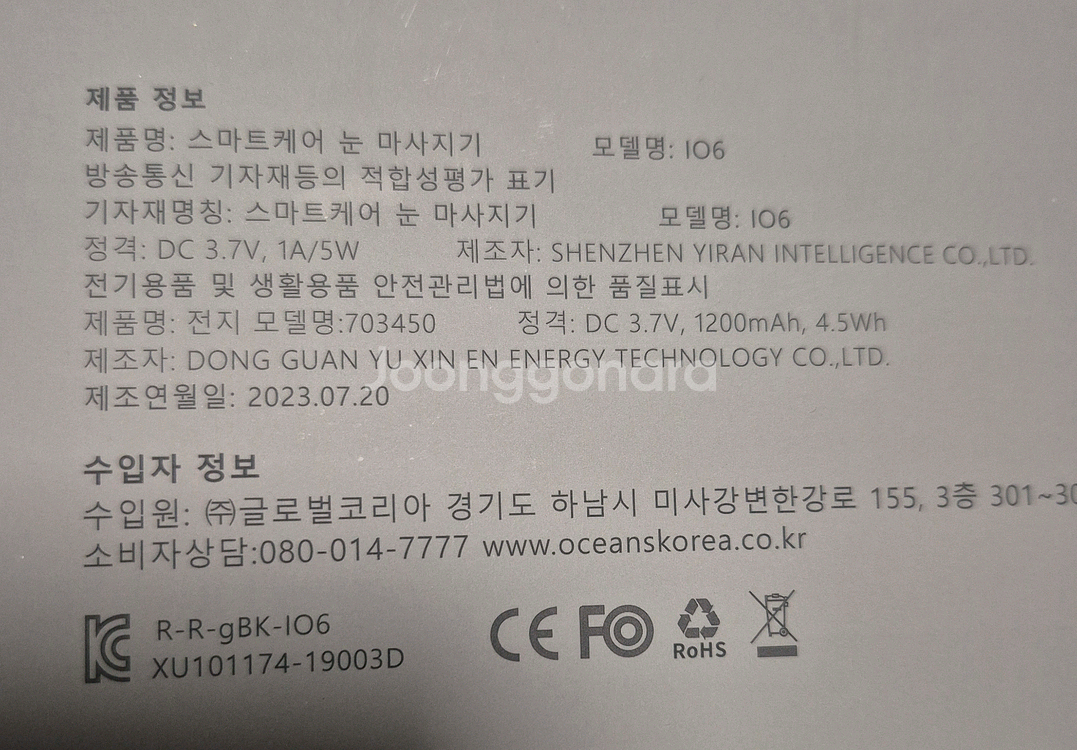 제품 정보
제품명: 스마트케어 눈 마사지기 모델명: IO6
방송통신 기자재등의 적합성평가 표기
기자재명칭: 스마트케어 눈 마사지기 모델명: IO6
정격: DC 3.7V, 1A/5W 제조자: SHENZHEN YIRAN INTELLIGENCE CO.,LTD.
전기용품 및 생활용품 안전관리법에 의한 품질표시
제품명: 전지 모델명:703450 정격: DC 3.7V, 1200mAh, 4.5Wh
제조자: DONG GUAN YU XIN EN ENERGY TECHNOLOGY CO.,LTD.
Joonggonara
제조연월일: 2023.07.20
수입자 정보
수입원: ㈜글로벌코리아 경기도 하남시 미사강변한강로 155, 3층
소비자상담:080-014-7777 www.oceanskorea.co.kr
R-R-gBK-IO6
XU101174-19003D
CE FC RoHS